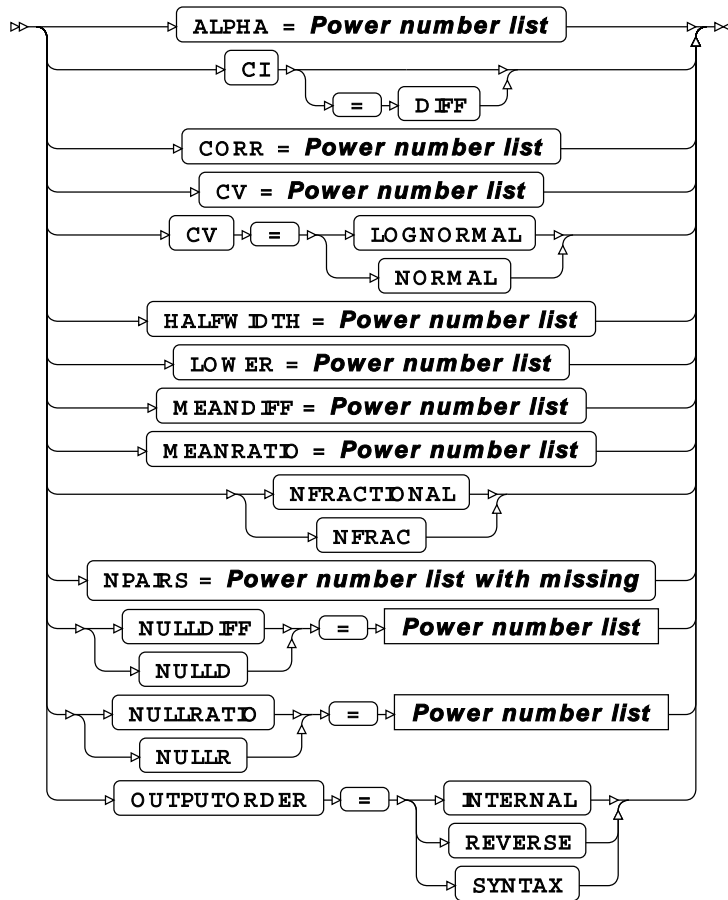 ALPHA = Power number list
CI
= DIFF
CORR = Power number list
CV = Power number list
CV = LOGNORMAL
NORMAL
HALFWIDTH = Power number list
LOWER = Power number list
MEANDIFF = Power number list
MEANRATIO = Power number list
NFRACTIONAL
NFRAC
NPAIRS = Power number list with missing
NULLDIFF = Power number list
NULLD
NULLRATIO = Power number list
NULLR
OUTPUTORDER = INTERNAL
REVERSE
SYNTAX